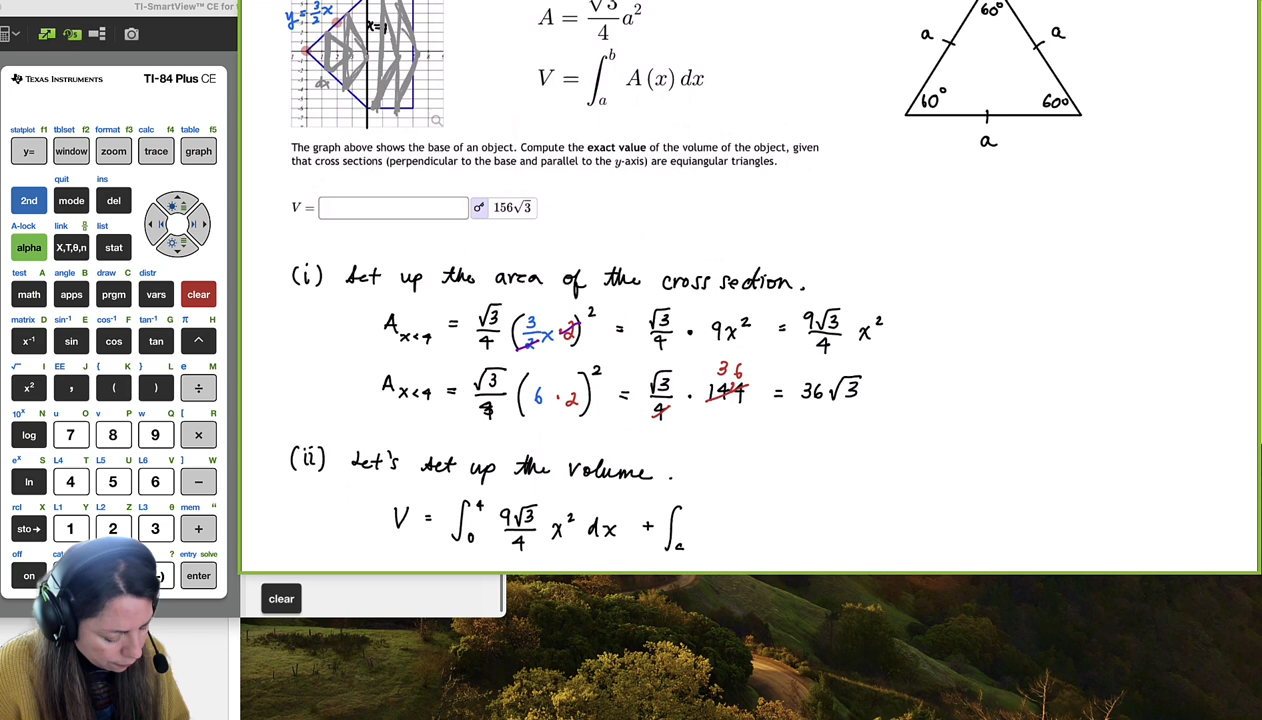 TI-SmartView™ CE for
TEXAS INSTRUMENTS TI-84 Plus CE
statplot f1 tblset f2 format f3 calc f4 table f5
y= window zoom trace graph
quit ins
2nd mode del
A-lock link list
alpha X,T,θ,n stat
test A angle B draw C distr
math apps prgm vars clear
matrix D sin⁻¹ E cos⁻¹ F tan⁻¹ G π H
x⁻¹ sin cos tan ^
√ I EE J { K } L e M
x² , ( ) ÷
10ˣ N u O v P w Q [ R
log 7 8 9 ×
eˣ S L4 T L5 U L6 V ] W
ln 4 5 6 −
rcl X L1 Y L2 Z L3 θ mem "
sto→ 1 2 3 +
off ? entry solve
on enter
clear
y = 3/2 x
dx
A = √3/4 a²
V = ∫ₐᵇ A(x) dx
60°
a a
60° 60°
a
The graph above shows the base of an object. Compute the exact value of the volume of the object, given
that cross sections (perpendicular to the base and parallel to the y-axis) are equiangular triangles.
V = 156√3
(i) Set up the area of the cross section.
A x<4 = √3/4 (3/2 x · 2)² = √3/4 · 9x² = 9√3/4 x²
36
A x<4 = √3/4 (6 · 2)² = √3/4 · 144 = 36√3
(ii) Let's set up the volume.
V = ∫₀⁴ 9√3/4 x² dx + ∫